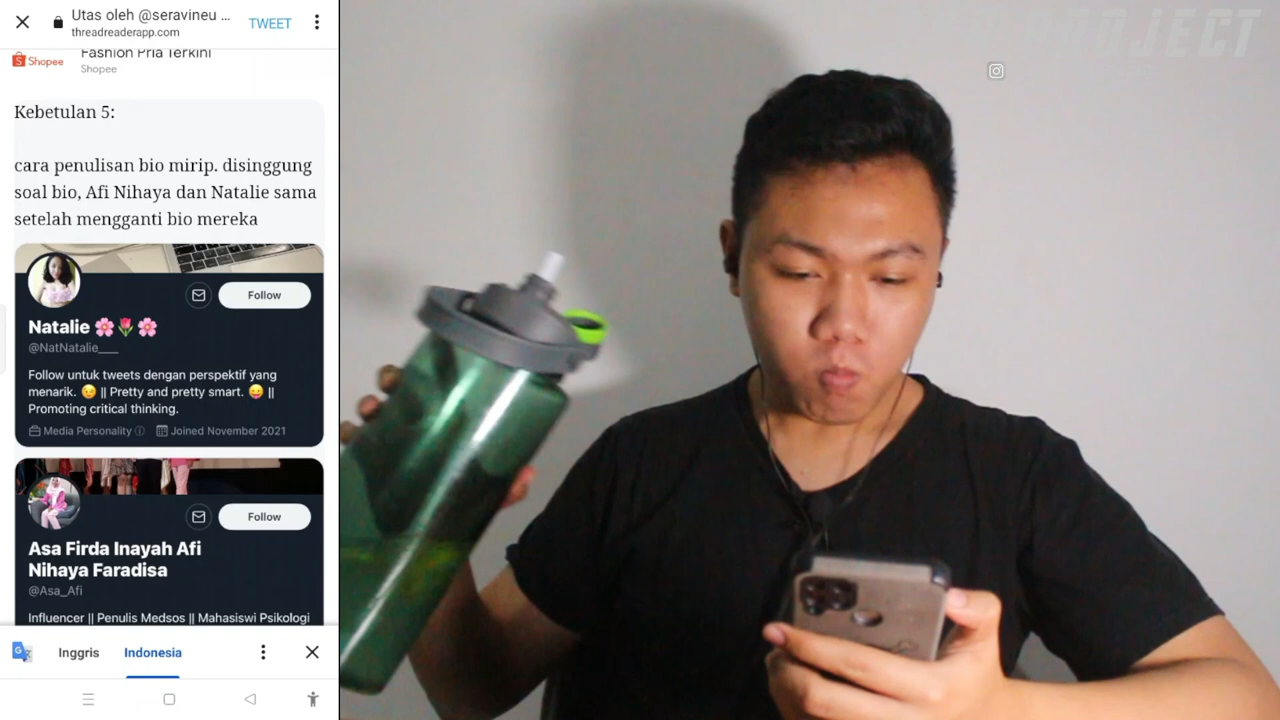 Utas oleh @seravineu ...
threadreaderapp.com
TWEET
Fashion Pria Terkini
Shopee
Shopee
Kebetulan 5:
cara penulisan bio mirip. disinggung
soal bio, Afi Nihaya dan Natalie sama
setelah mengganti bio mereka
Follow
Natalie 🌸🌷🌸
@NatNatalie___
Follow untuk tweets dengan perspektif yang
menarik. 😉 || Pretty and pretty smart. 😛 ||
Promoting critical thinking.
Media Personality Joined November 2021
Follow
Asa Firda Inayah Afi
Nihaya Faradisa
@Asa_Afi
Influencer || Penulis Medsos || Mahasiswi Psikologi
Inggris Indonesia